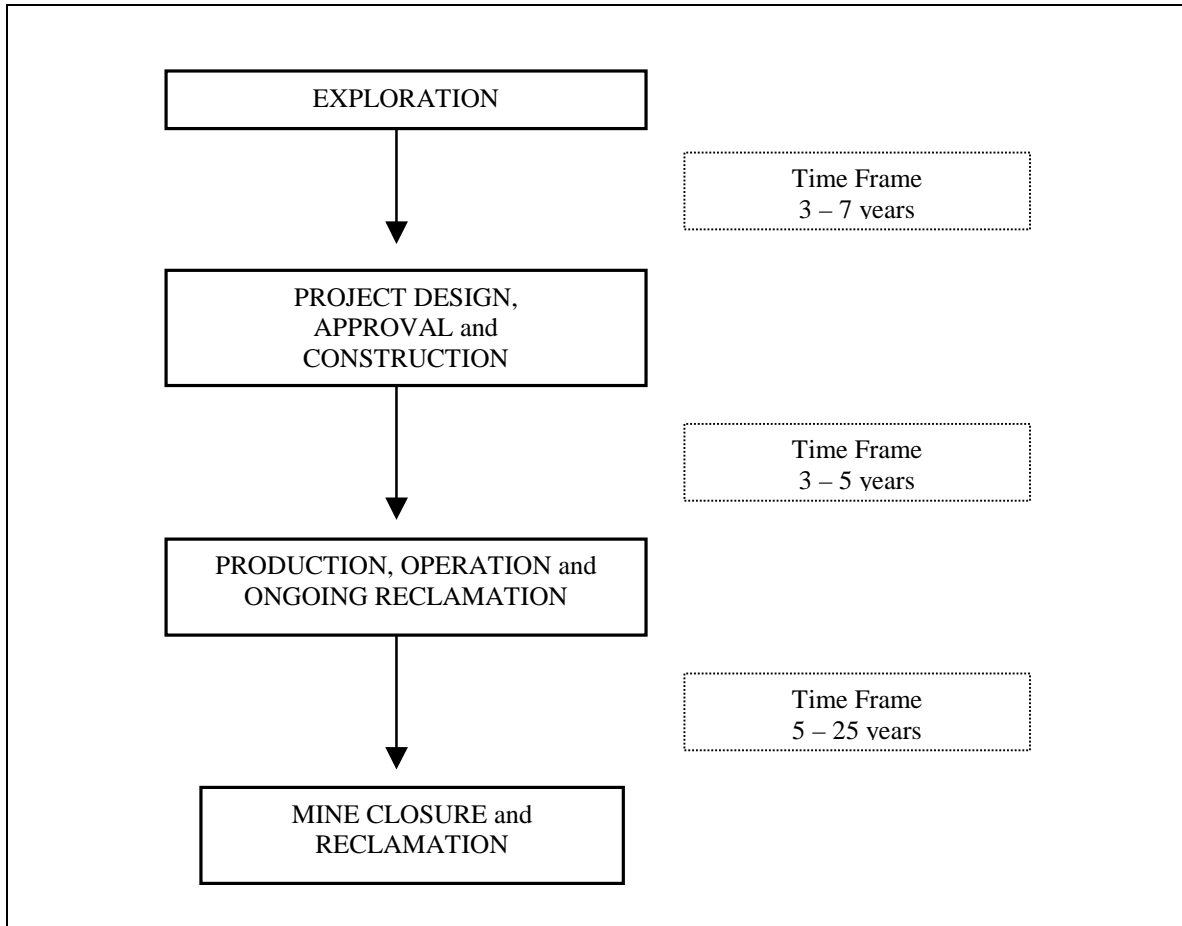 EXPLORATION
Time Frame
3 – 7 years
PROJECT DESIGN,
APPROVAL and
CONSTRUCTION
Time Frame
3 – 5 years
PRODUCTION, OPERATION and
ONGOING RECLAMATION
Time Frame
5 – 25 years
MINE CLOSURE and
RECLAMATION